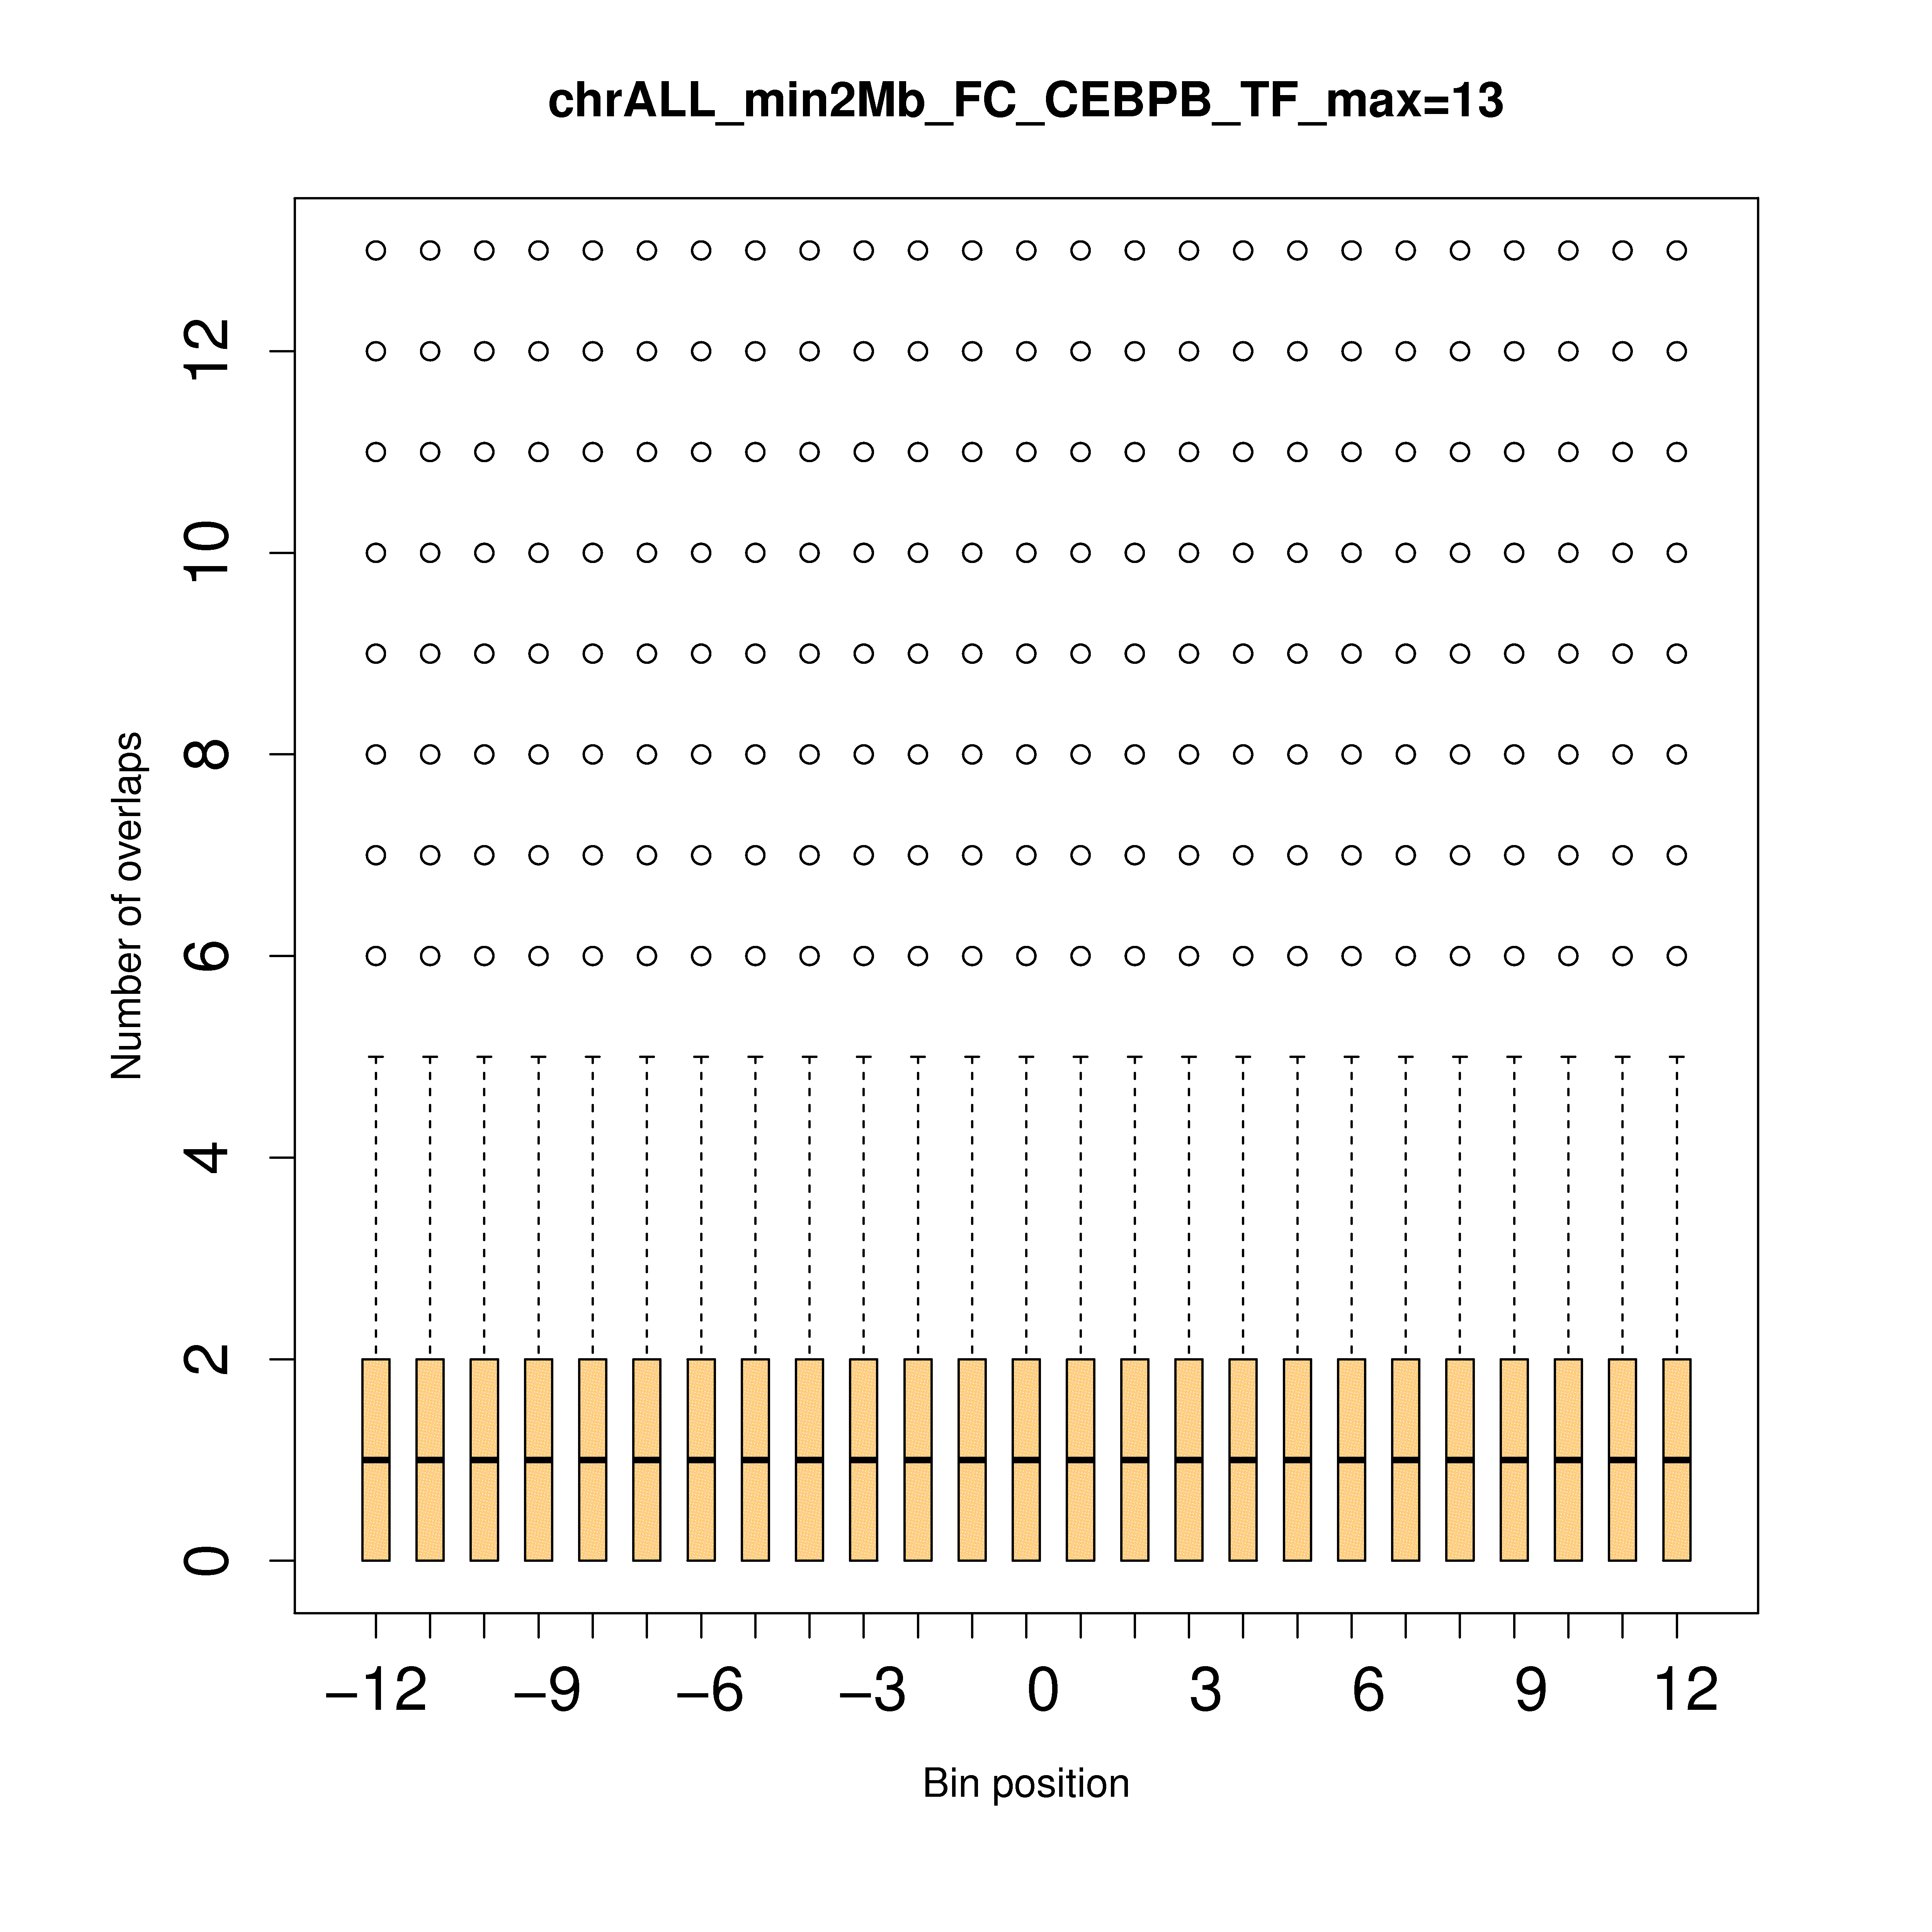 chrALL_min2Mb_FC_CEBPB_TF_max=13
Number of overlaps
12
10
8
6
4
2
0
−12 −9 −6 −3 0 3 6 9 12
Bin position